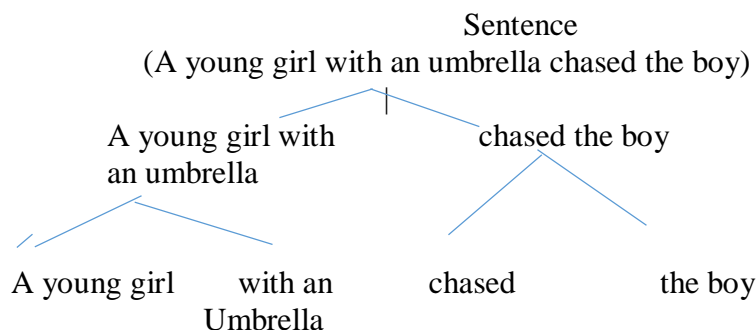 Sentence
(A young girl with an umbrella chased the boy)
A young girl with chased the boy
an umbrella
A young girl with an chased the boy
Umbrella